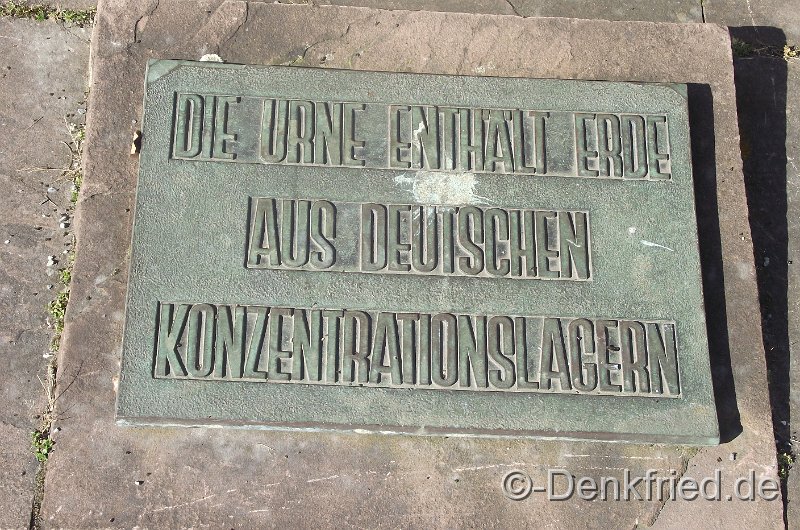 DIE URNE ENTHÄLT ERDE
AUS DEUTSCHEN
KONZENTRATIONSLAGERN
©-Denkfried.de